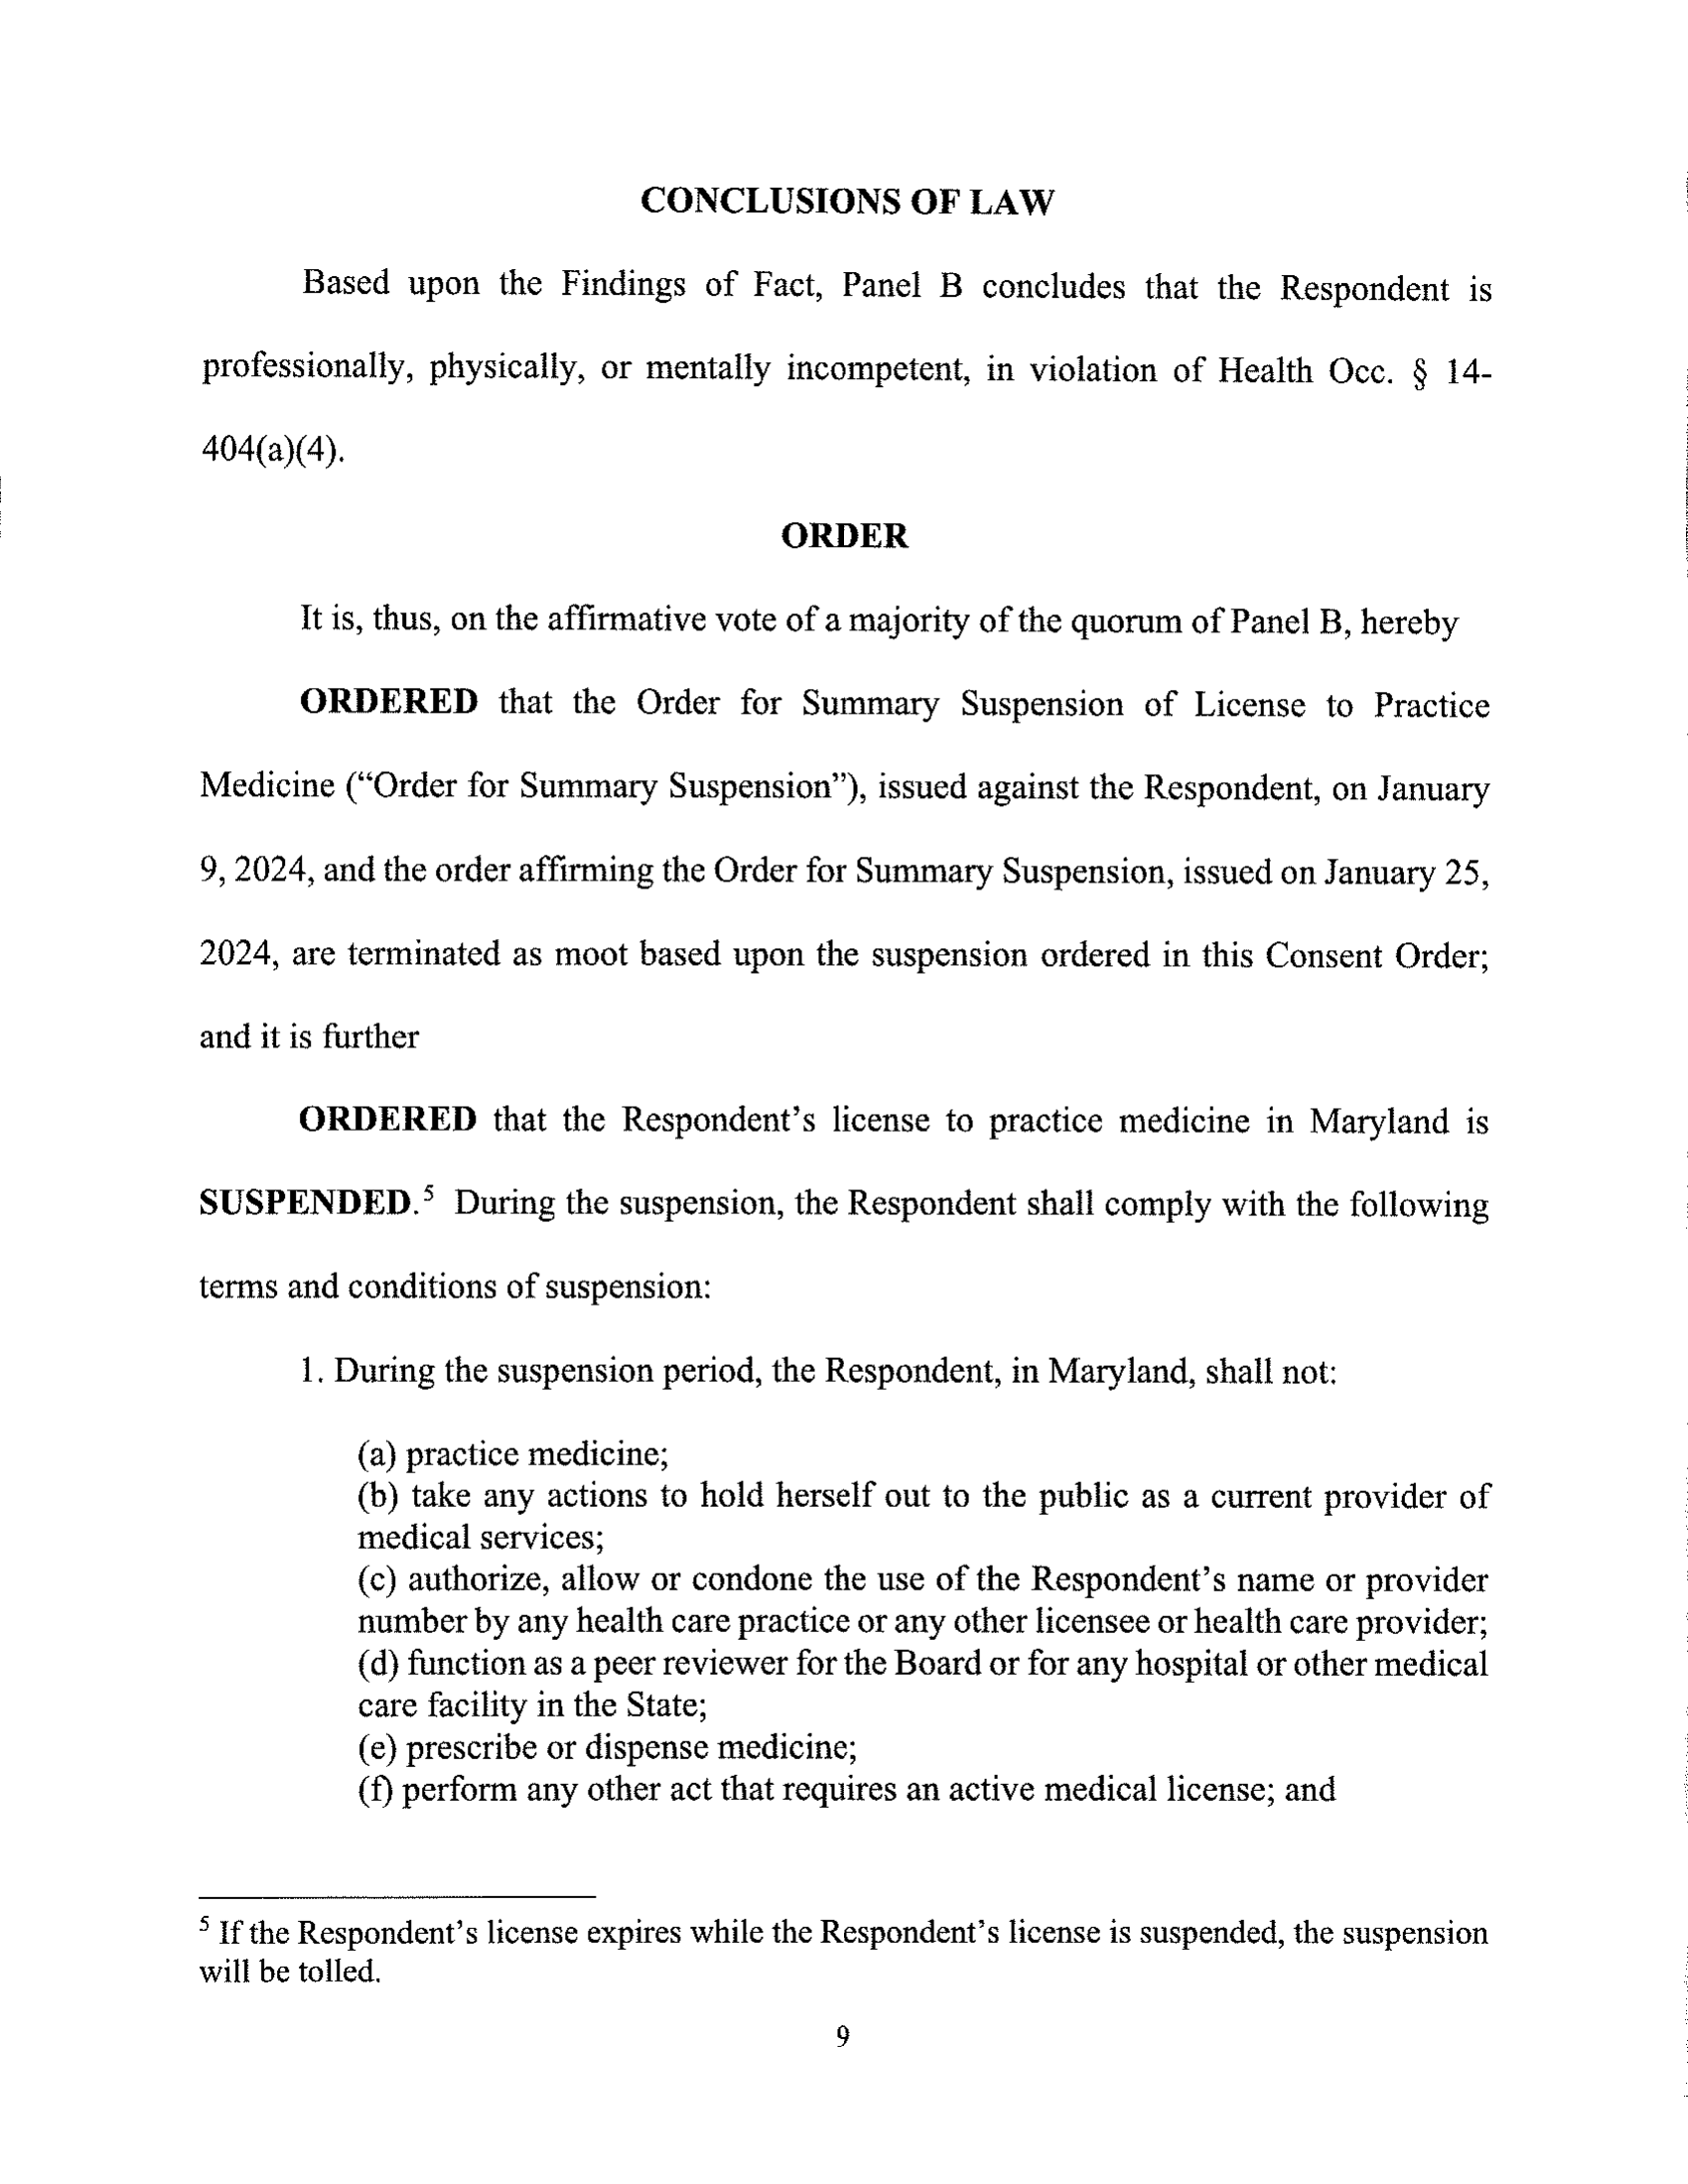 CONCLUSIONS OF LAW
Based upon the Findings of Fact, Panel B concludes that the Respondent is
professionally, physically, or mentally incompetent, in violation of Health Occ. § 14-
404(a)(4).
ORDER
It is, thus, on the affirmative vote of a majority of the quorum of Panel B, hereby
ORDERED that the Order for Summary Suspension of License to Practice
Medicine (“Order for Summary Suspension”), issued against the Respondent, on January
9, 2024, and the order affirming the Order for Summary Suspension, issued on January 25,
2024, are terminated as moot based upon the suspension ordered in this Consent Order;
and it is further
ORDERED that the Respondent’s license to practice medicine in Maryland is
SUSPENDED.⁵ During the suspension, the Respondent shall comply with the following
terms and conditions of suspension:
1. During the suspension period, the Respondent, in Maryland, shall not:
(a) practice medicine;
(b) take any actions to hold herself out to the public as a current provider of
medical services;
(c) authorize, allow or condone the use of the Respondent’s name or provider
number by any health care practice or any other licensee or health care provider;
(d) function as a peer reviewer for the Board or for any hospital or other medical
care facility in the State;
(e) prescribe or dispense medicine;
(f) perform any other act that requires an active medical license; and
⁵ If the Respondent’s license expires while the Respondent’s license is suspended, the suspension
will be tolled.
9